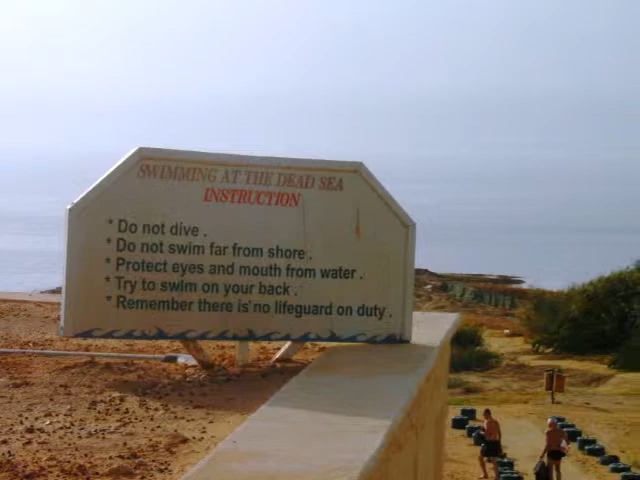 SWIMMING AT THE DEAD SEA
INSTRUCTION
* Do not dive .
* Do not swim far from shore .
* Protect eyes and mouth from water .
* Try to swim on your back .
* Remember there is no lifeguard on duty .